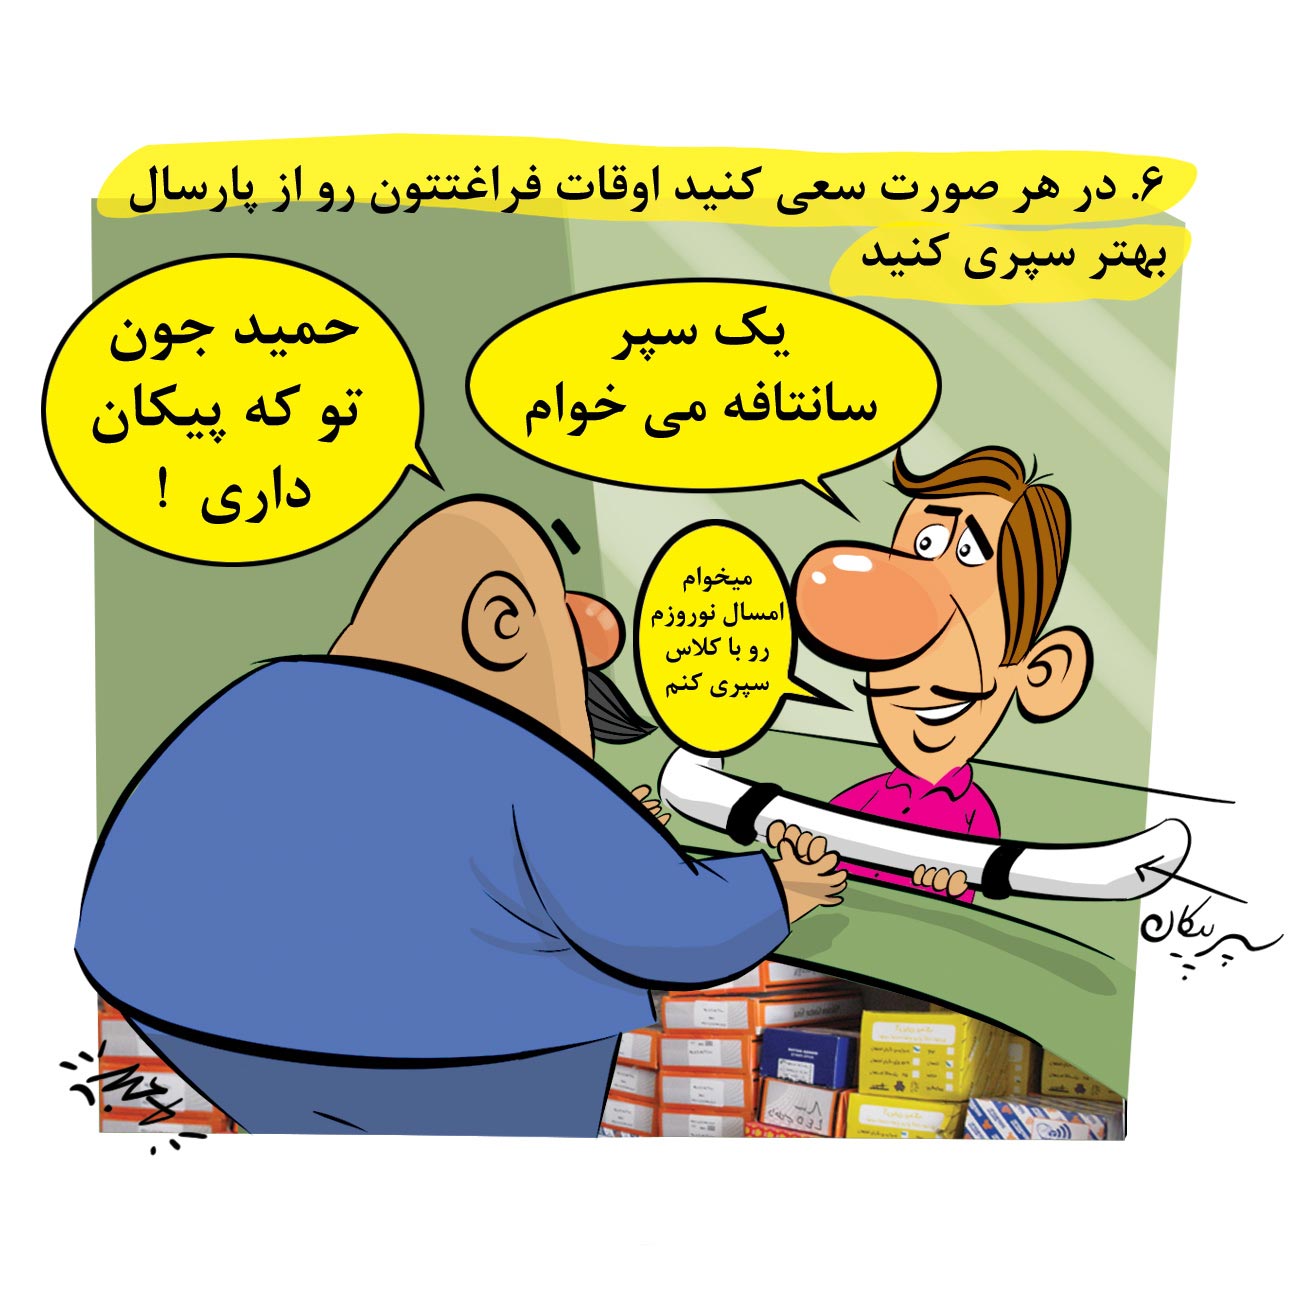 ۶. در هر صورت سعی کنید اوقات فراغتتون رو از پارسال
بهتر سپری کنید
یک سپر
سانتافه می خوام
حمید جون
تو که پیکان
داری !
میخوام
امسال نوروزم
رو با کلاس
سپری کنم
سپر پیکان